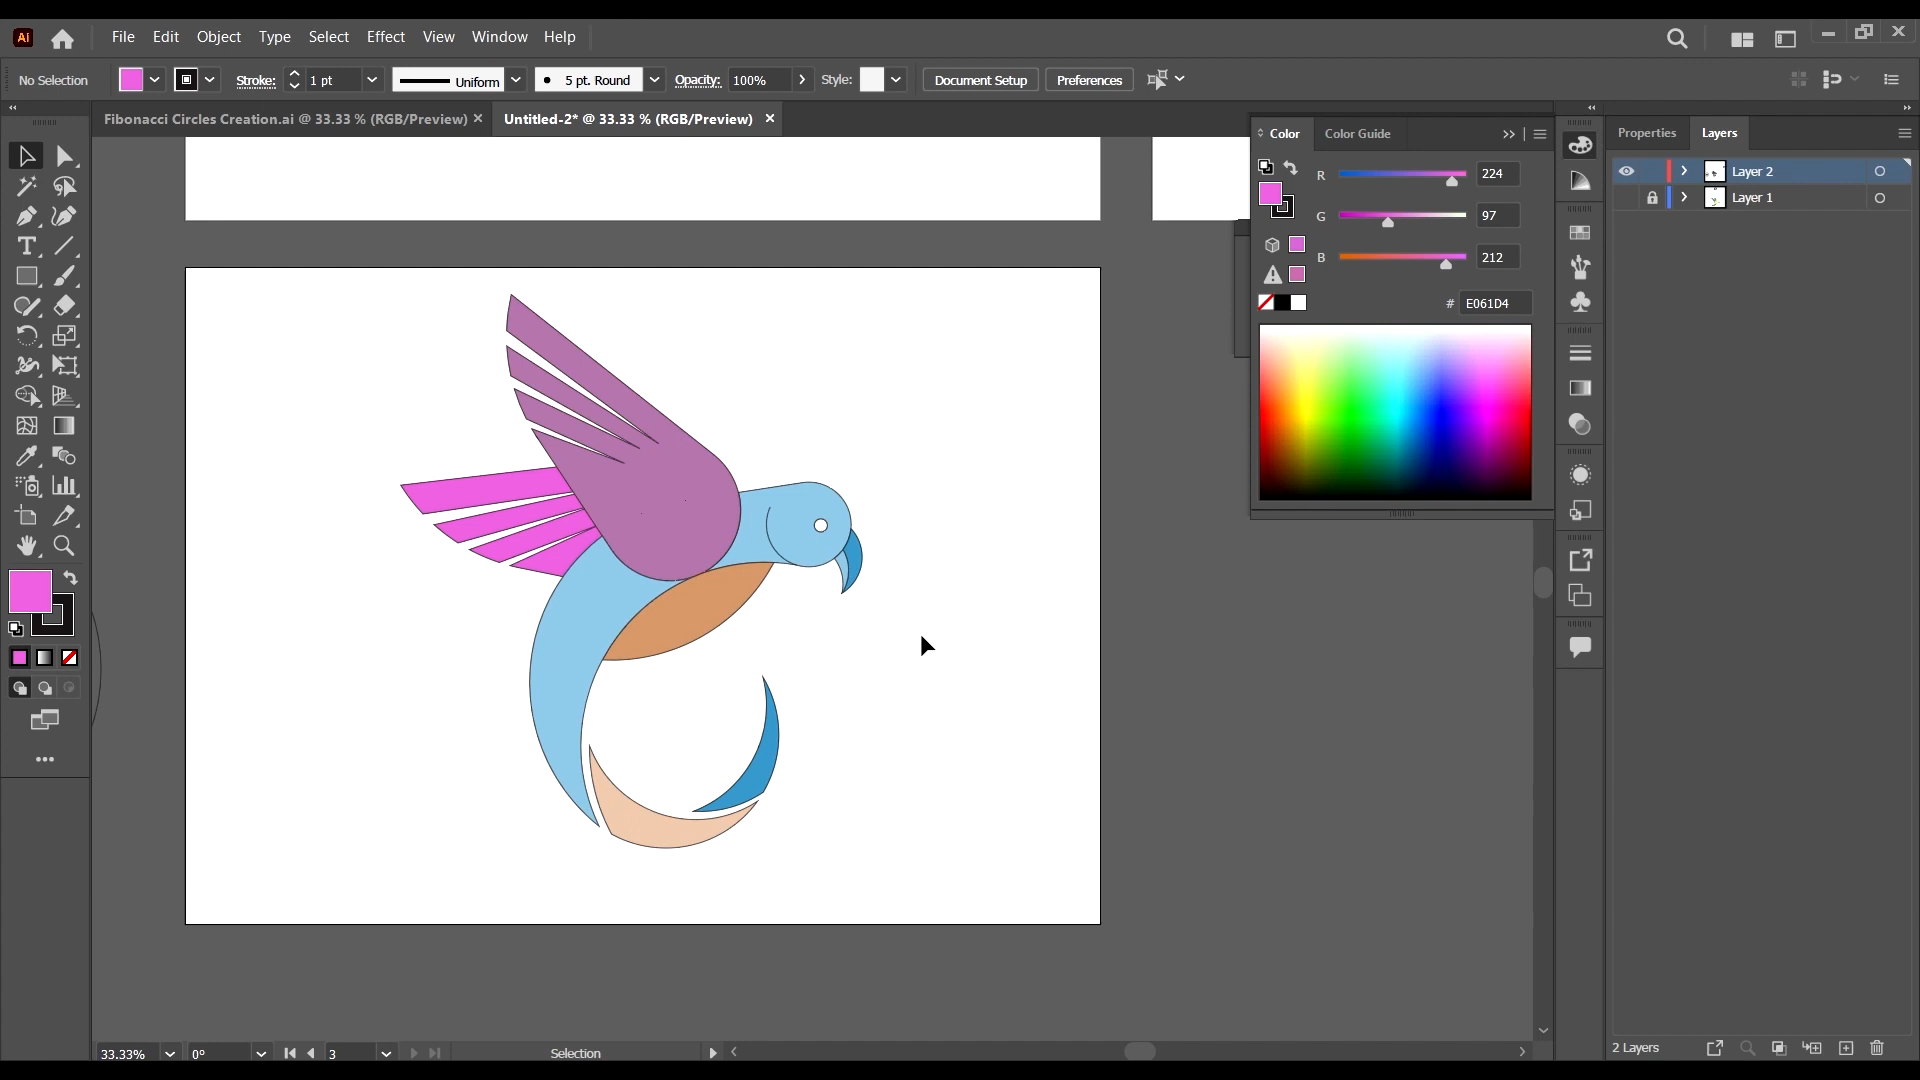 Ai File Edit Object Type Select Effect View Window Help
No Selection Stroke: 1 pt Uniform 5 pt. Round Opacity: 100% Style: Document Setup Preferences
Fibonacci Circles Creation.ai @ 33.33 % (RGB/Preview) Untitled-2* @ 33.33 % (RGB/Preview)
Color Color Guide
R 224
G 97
B 212
# E061D4
Properties Layers
Layer 2
Layer 1
33.33% 0° 3 Selection
2 Layers